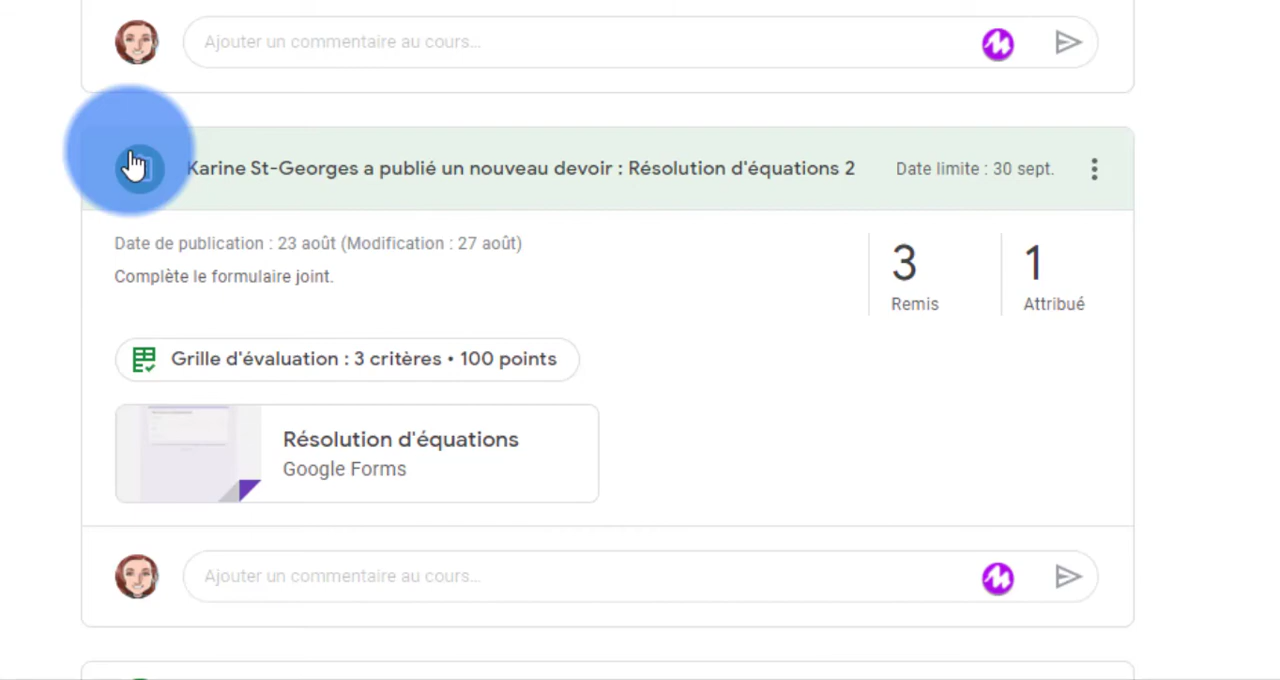 Ajouter un commentaire au cours...
Karine St-Georges a publié un nouveau devoir : Résolution d'équations 2
Date limite : 30 sept.
Date de publication : 23 août (Modification : 27 août)
Complète le formulaire joint.
3
Remis
1
Attribué
Grille d'évaluation : 3 critères • 100 points
Résolution d'équations
Google Forms
Ajouter un commentaire au cours...